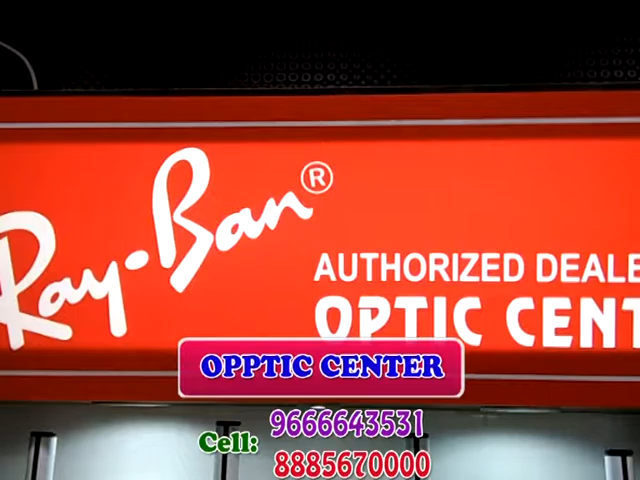 Ray-Ban®
AUTHORIZED DEALE
OPTIC CENT
OPPTIC CENTER
Cell: 9666643531
8885670000